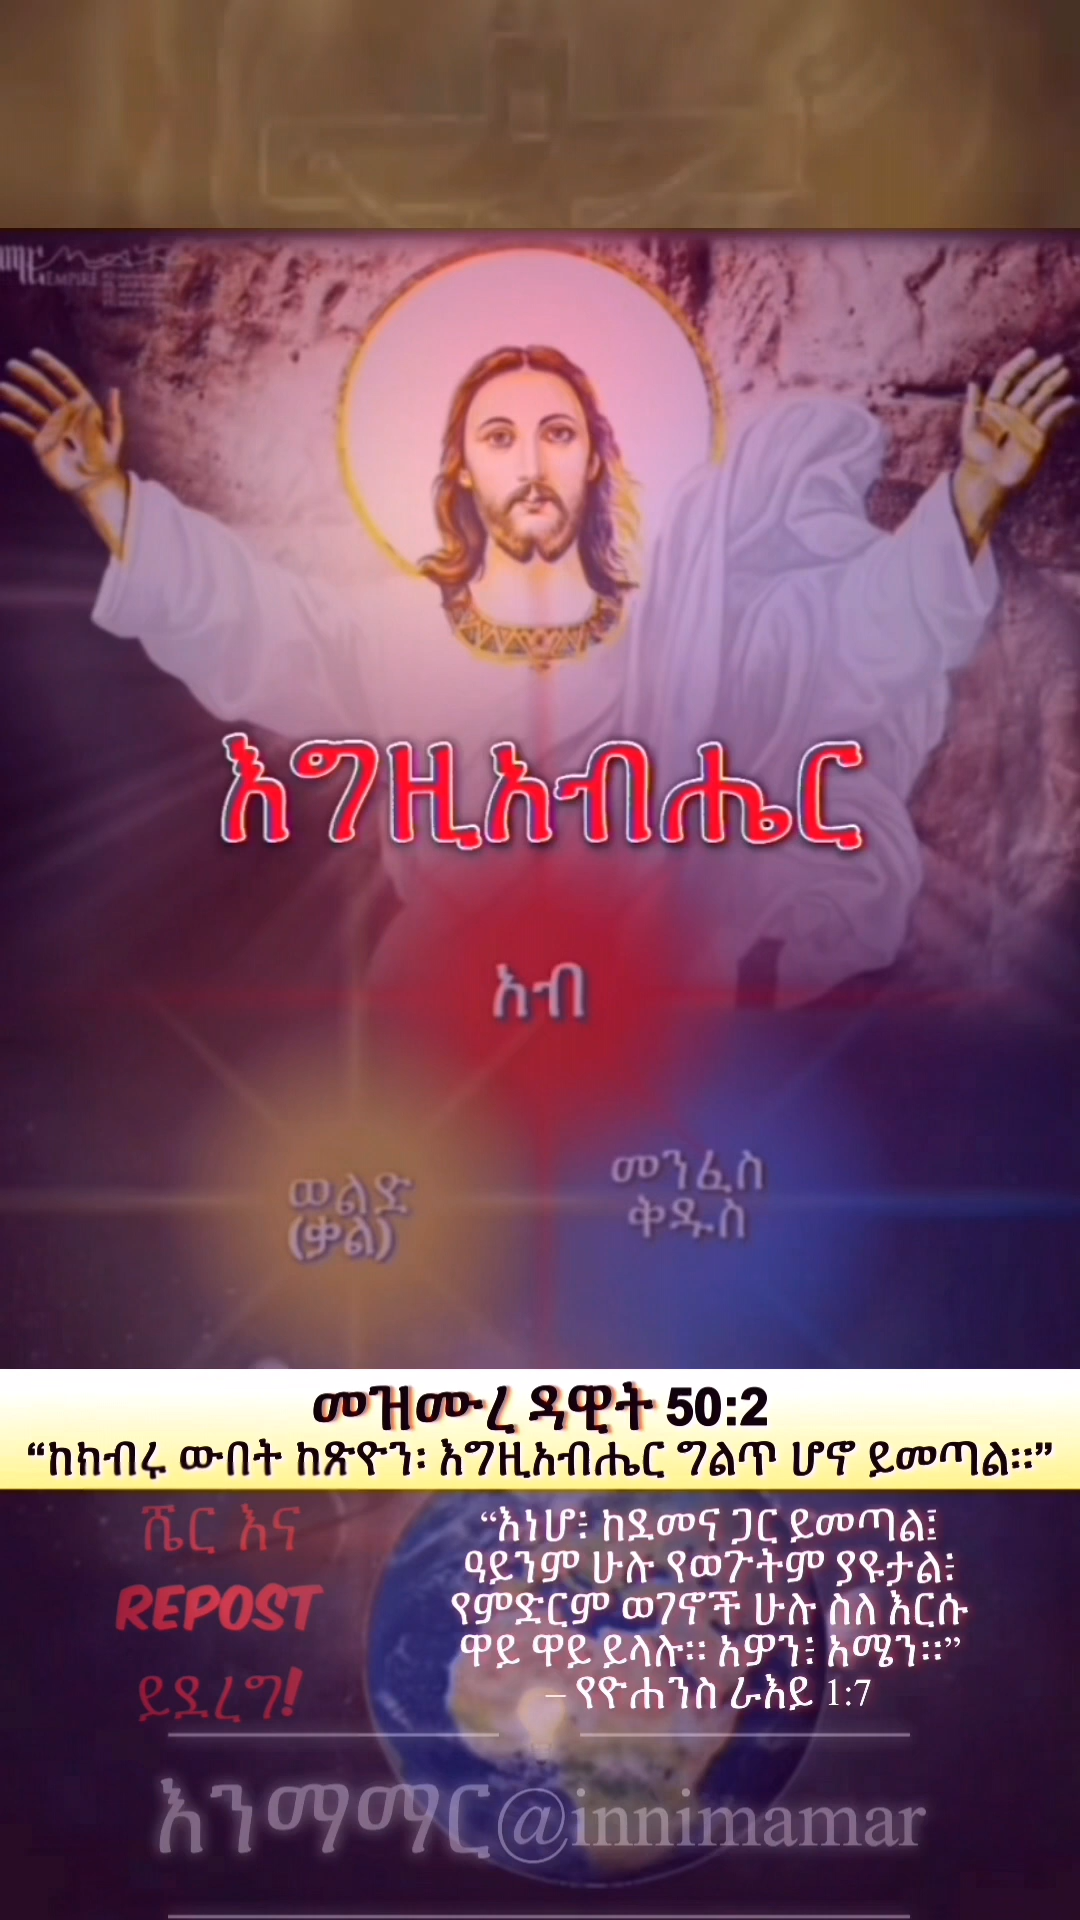 EMPIRE
እግዚአብሔር
አብ
ወልድ
(ቃል)
መንፈስ
ቅዱስ
መዝሙረ ዳዊት 50:2
“ከክብሩ ውበት ከጽዮን፡ እግዚአብሔር ግልጥ ሆኖ ይመጣል።”
ሼር እና
REPOST
ይደረግ!
“እነሆ፥ ከደመና ጋር ይመጣል፤
ዓይንም ሁሉ የወጉትም ያዩታል፥
የምድርም ወገኖች ሁሉ ስለ እርሱ
ዋይ ዋይ ይላሉ። አዎን፥ አሜን።”
– የዮሐንስ ራእይ 1:7
እንማማር@innimamar